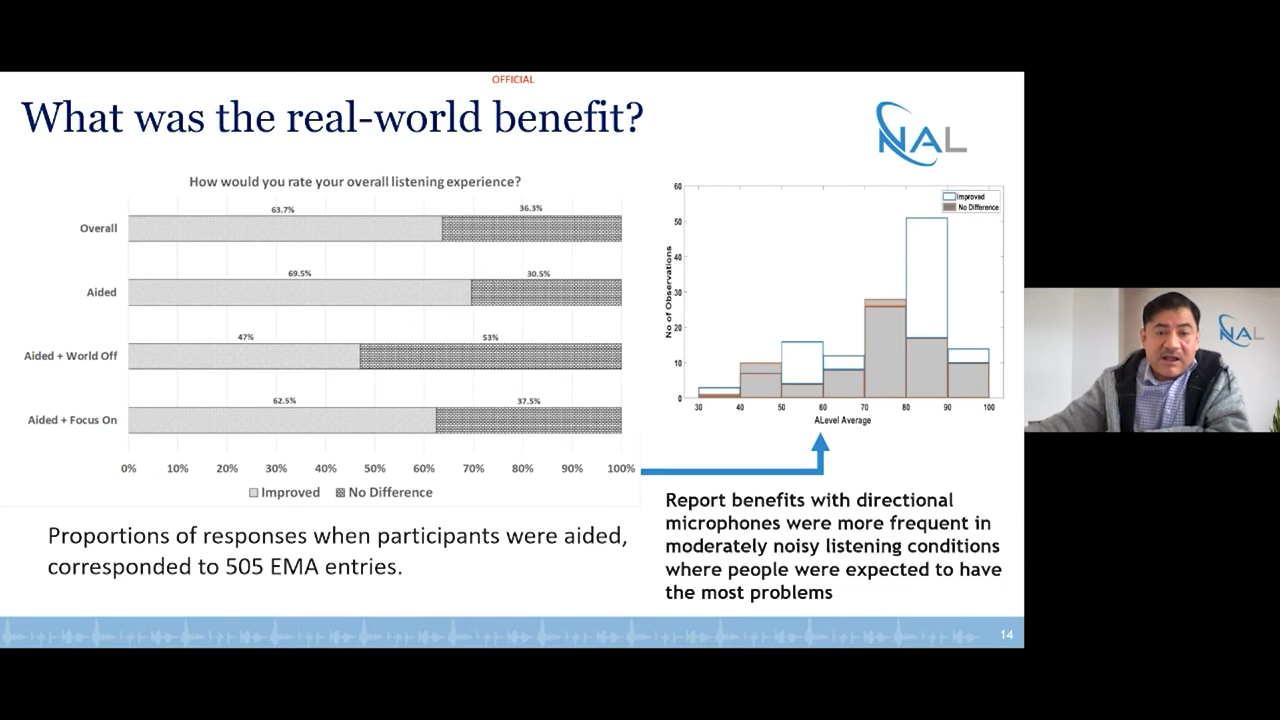 OFFICIAL
What was the real-world benefit?
NAL
How would you rate your overall listening experience?
63.7%
36.3%
Overall
69.5%
30.5%
Aided
47%
53%
Aided + World Off
62.5%
37.5%
Aided + Focus On
0%
10%
20%
30%
40%
50%
60%
70%
80%
90%
100%
Improved
No Difference
60
50
40
30
20
10
0
No of Observations
Improved
No Difference
30
40
50
60
70
80
90
100
ALevel Average
Proportions of responses when participants were aided,
corresponded to 505 EMA entries.
Report benefits with directional
microphones were more frequent in
moderately noisy listening conditions
where people were expected to have
the most problems
14
NAL